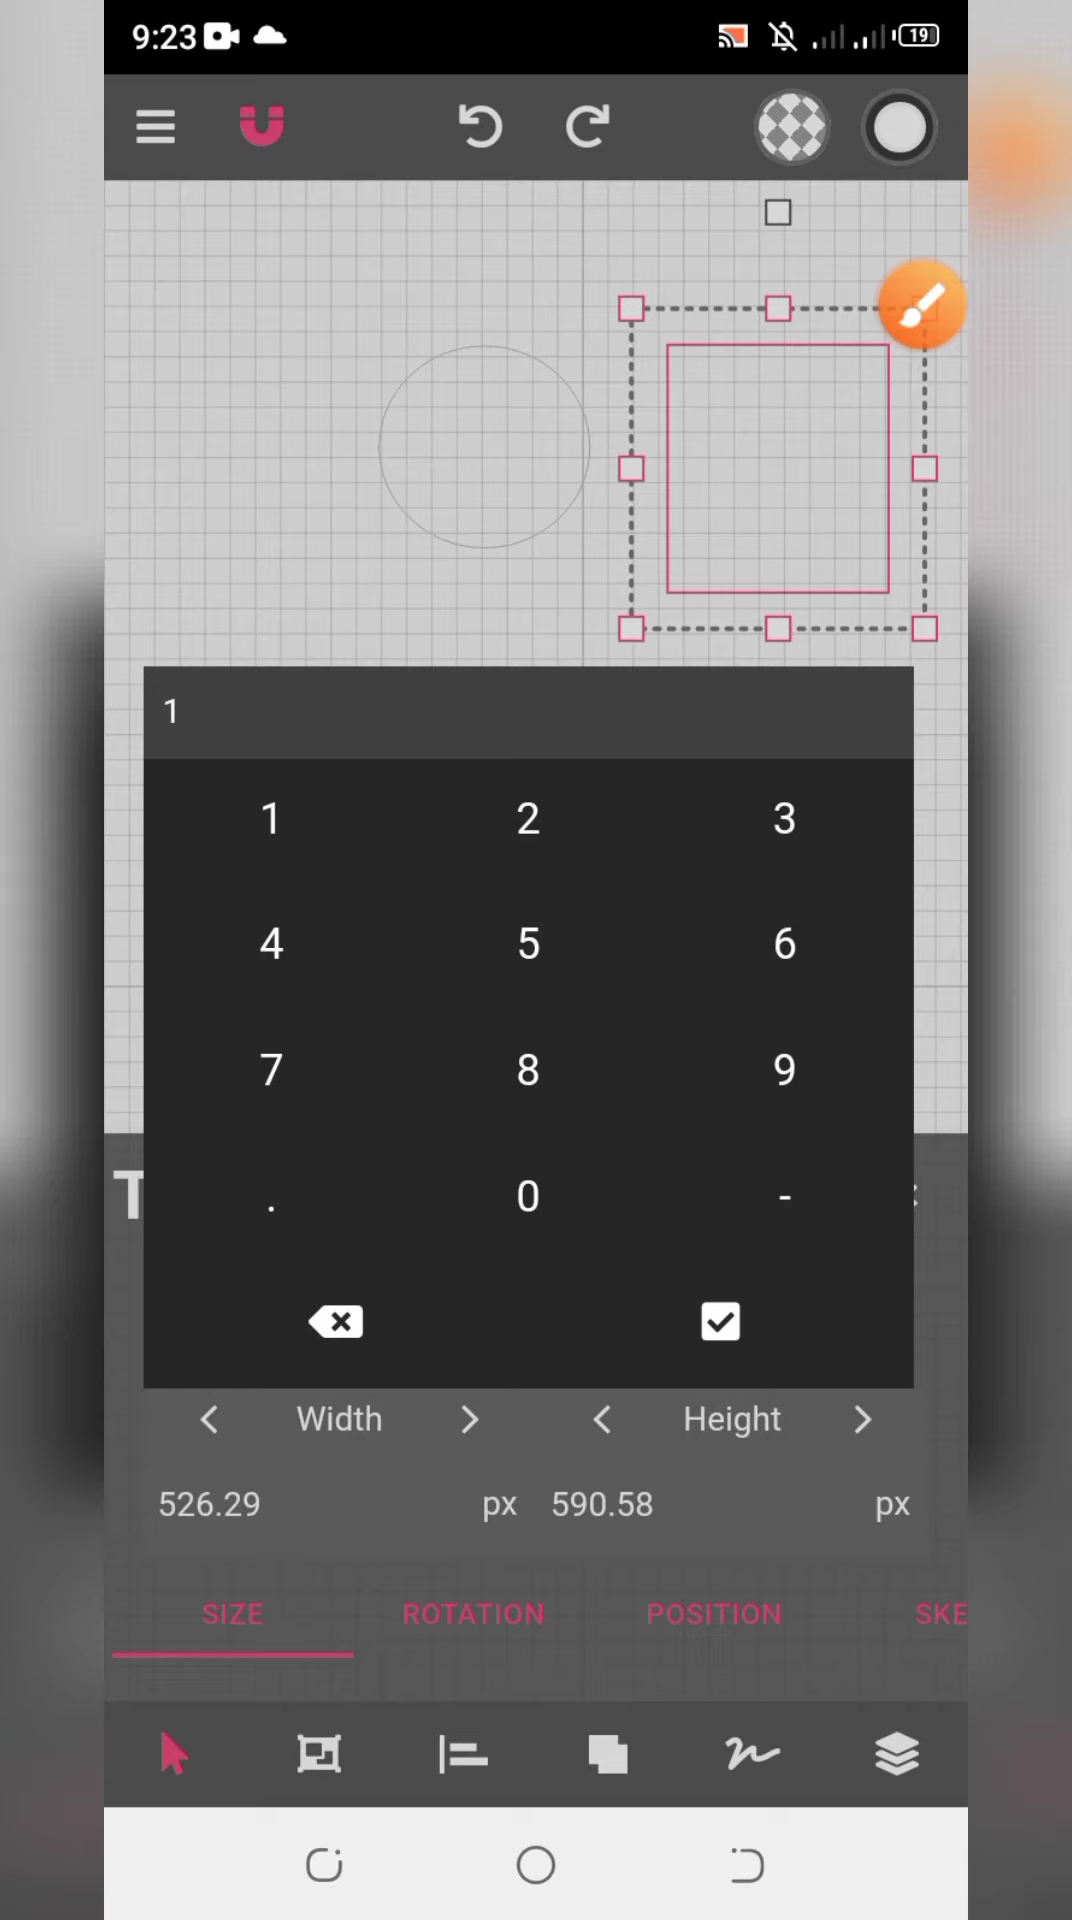 9:23
19
1
1 2 3
4 5 6
7 8 9
. 0 -
T
Width Height
526.29 px 590.58 px
SIZE ROTATION POSITION SKE